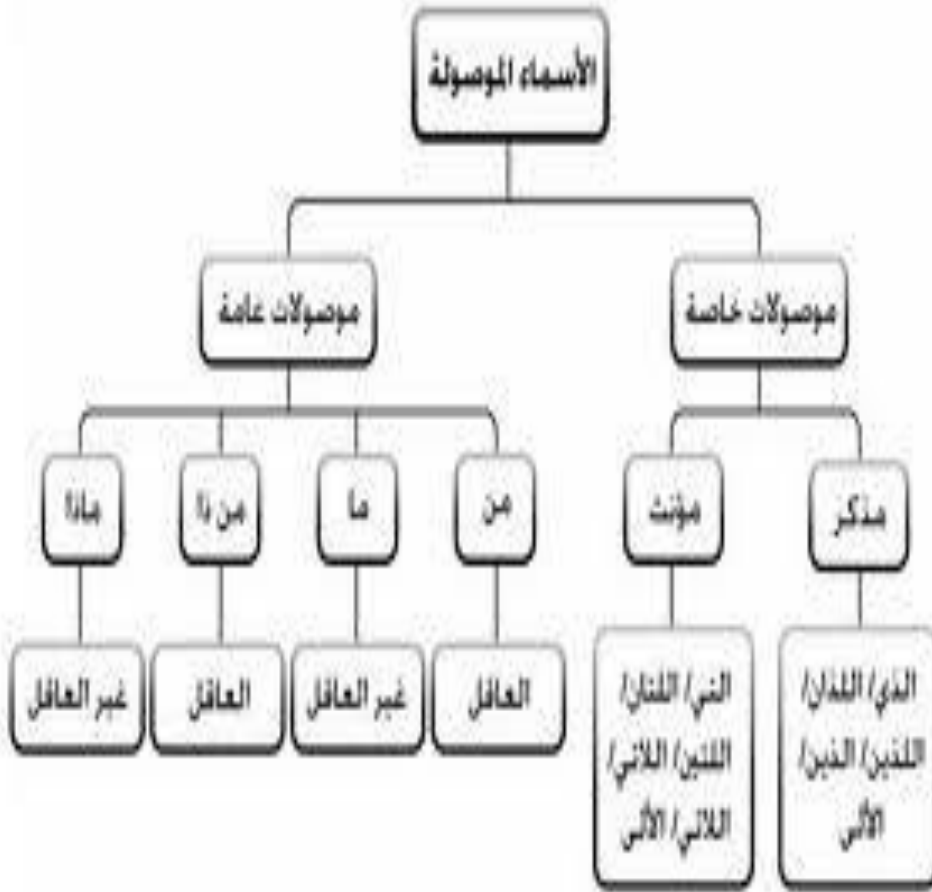 الأسماء الموصولة
موصولات خاصة
موصولات عامة
مذكر
مؤنث
من
ما
من ذا
ماذا
الذي/ اللذان/
اللذين/ الذين/
الألى
التي/ اللتان/
اللتين/ اللاتي/
اللائي/ الألى
العاقل
غير العاقل
العاقل
غير العاقل